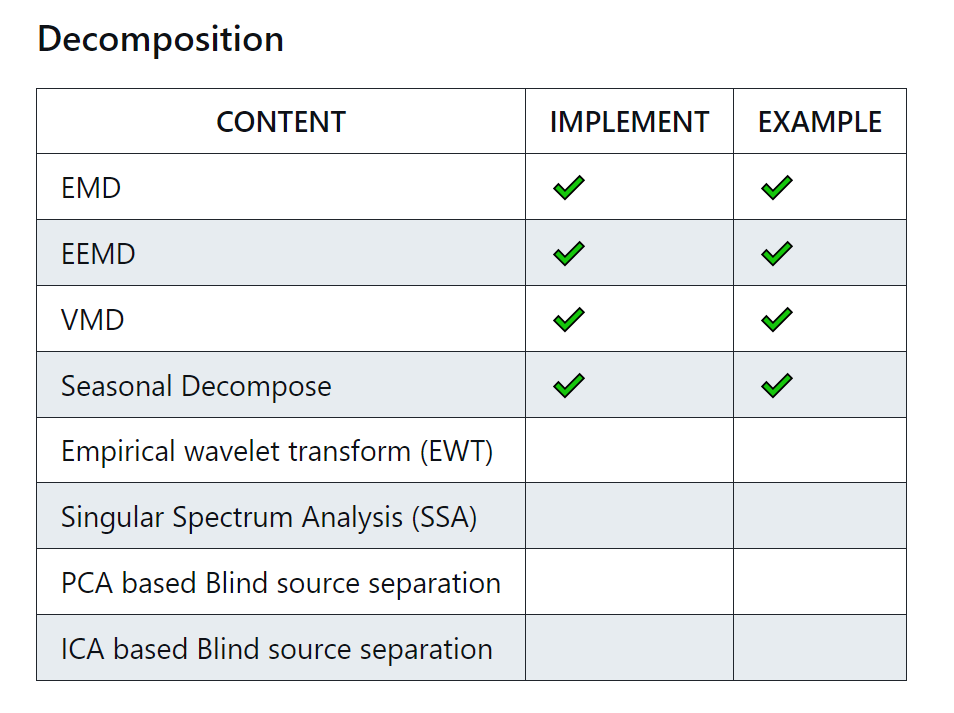 Decomposition
CONTENT IMPLEMENT EXAMPLE
EMD ✔ ✔
EEMD ✔ ✔
VMD ✔ ✔
Seasonal Decompose ✔ ✔
Empirical wavelet transform (EWT)
Singular Spectrum Analysis (SSA)
PCA based Blind source separation
ICA based Blind source separation